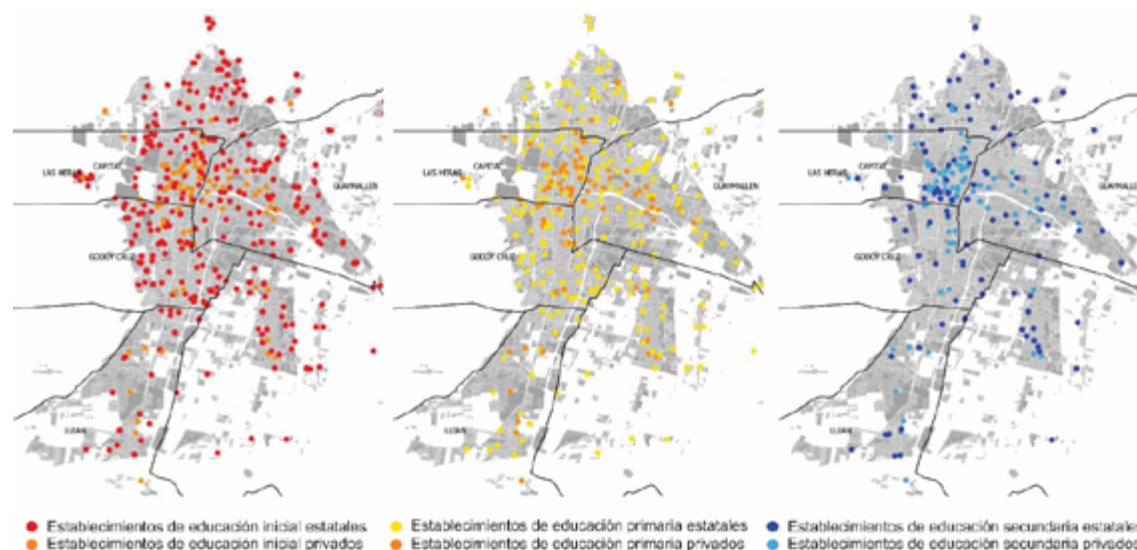 LAS HERAS
CAPITAL
GUAYMALLEN
GODOY CRUZ
LUJAN
LAS HERAS
CAPITAL
GUAYMALLEN
GODOY CRUZ
LUJAN
LAS HERAS
CAPITAL
GUAYMALLEN
GODOY CRUZ
LUJAN
Establecimientos de educación inicial estatales
Establecimientos de educación inicial privados
Establecimientos de educación primaria estatales
Establecimientos de educación primaria privados
Establecimientos de educación secundaria estatale
Establecimientos de educación secundaria privados